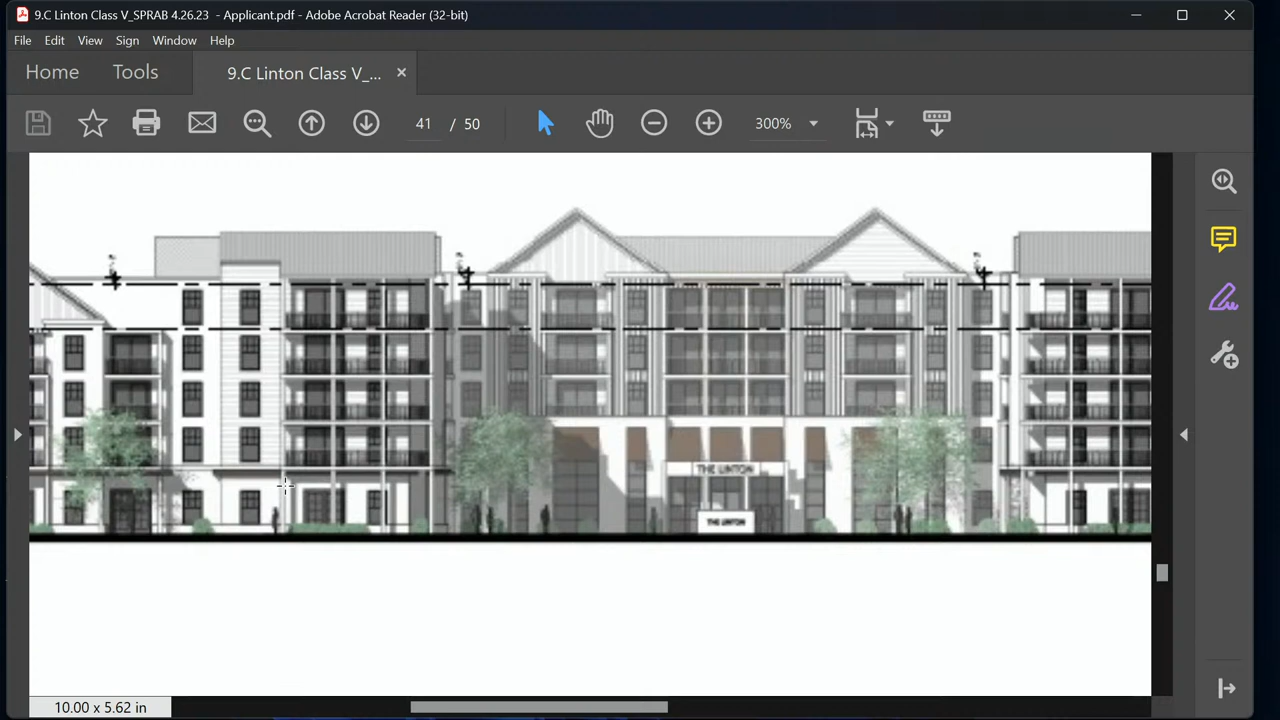 9.C Linton Class V_SPRAB 4.26.23 - Applicant.pdf - Adobe Acrobat Reader (32-bit)
File Edit View Sign Window Help
Home Tools 9.C Linton Class V_... ×
41 / 50 300%
THE LINTON
THE LINTON
10.00 x 5.62 in